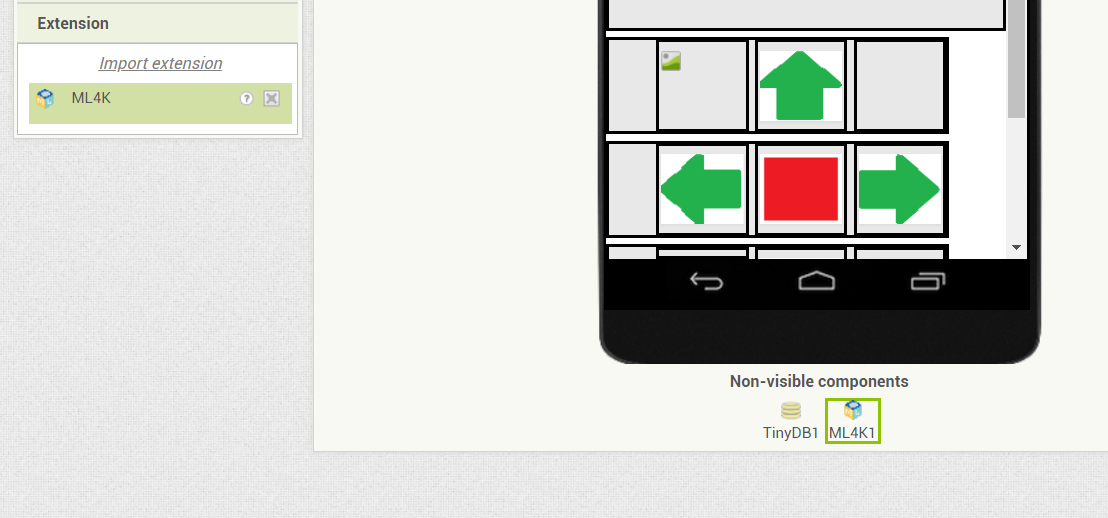 Extension
Import extension
ML4K
?
Non-visible components
TinyDB1
ML4K1